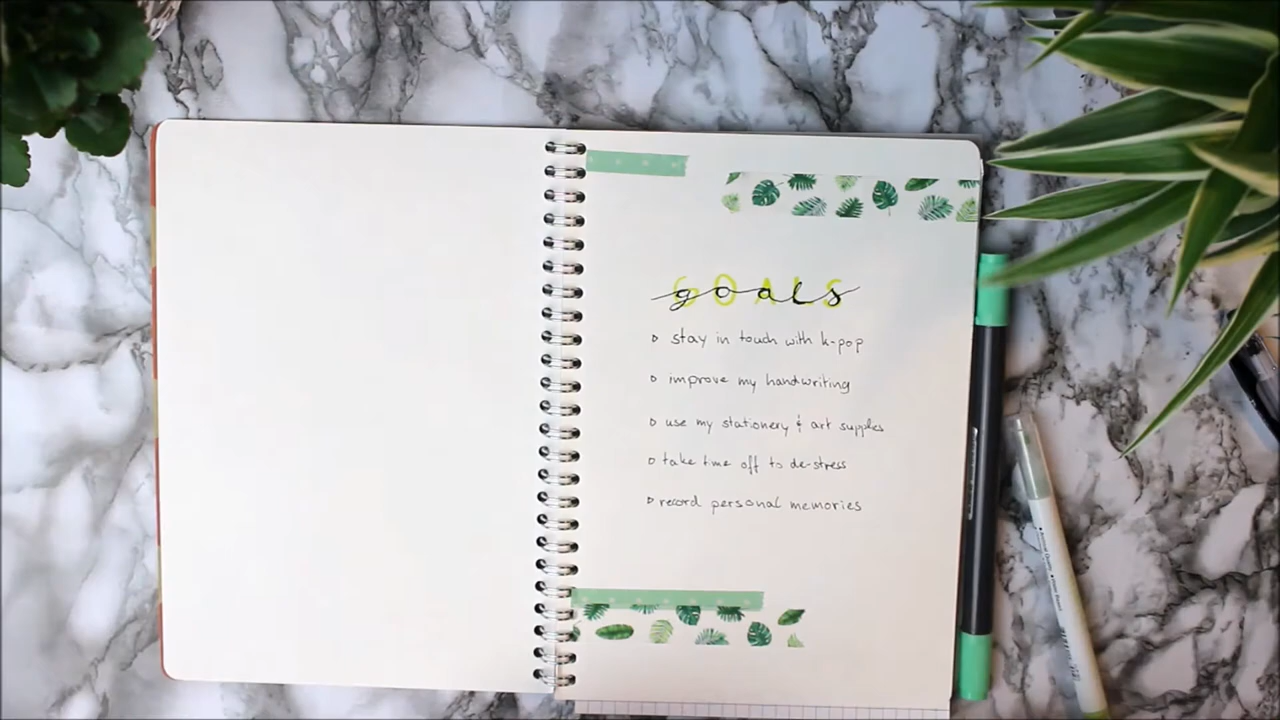 GOALS
goals
stay in touch with k-pop
improve my handwriting
use my stationery & art supplies
take time off to de-stress
record personal memories